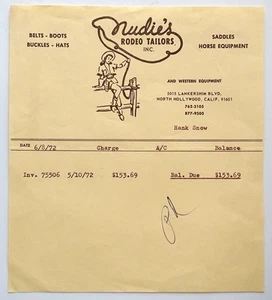 Nudie's
RODEO TAILORS
INC.
BELTS - BOOTS
BUCKLES - HATS
SADDLES
HORSE EQUIPMENT
AND WESTERN EQUIPMENT
5015 LANKERSHIM BLVD.
NORTH HOLLYWOOD, CALIF. 91601
762-3105
877-9505
Hank Snow
DATE 6/8/72 Charge A/C Balance
Inv. 75506 5/10/72 $153.69 Bal. Due $153.69